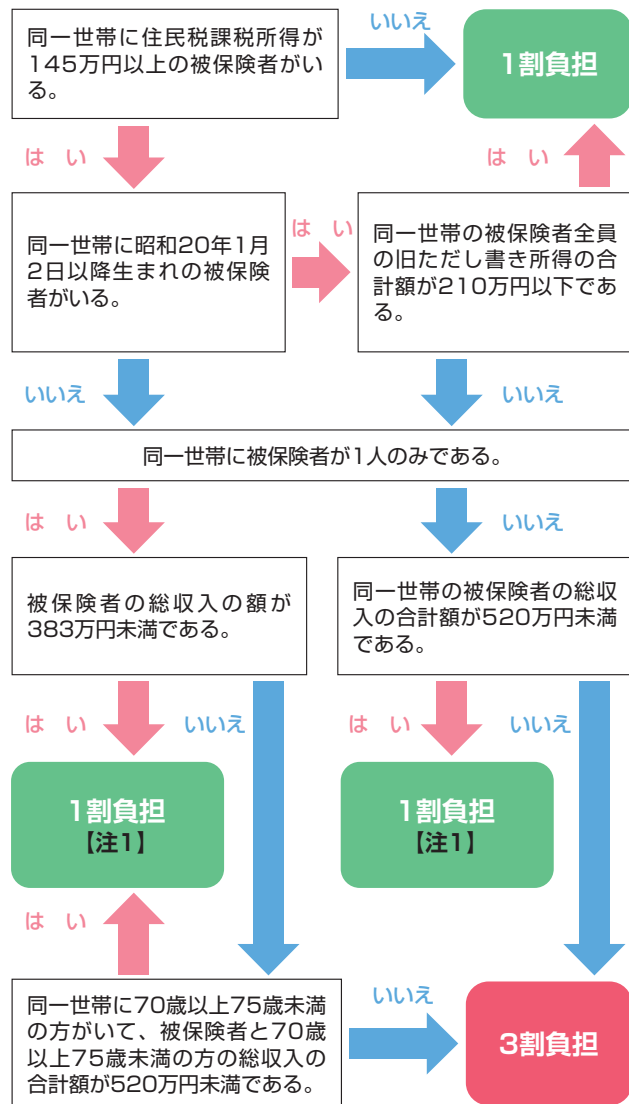 同一世帯に住民税課税所得が
145万円以上の被保険者がい
る。
いいえ
1割負担
は い
は い
同一世帯に昭和20年1月
2日以降生まれの被保険
者がいる。
は い
同一世帯の被保険者全員
の旧ただし書き所得の合
計額が210万円以下であ
る。
いいえ
いいえ
同一世帯に被保険者が1人のみである。
は い
いいえ
被保険者の総収入の額が
383万円未満である。
同一世帯の被保険者の総収
入の合計額が520万円未満
である。
は い
いいえ
は い
いいえ
1割負担
【注1】
1割負担
【注1】
は い
同一世帯に70歳以上75歳未満
の方がいて、被保険者と70歳
以上75歳未満の方の総収入の
合計額が520万円未満である。
いいえ
3割負担